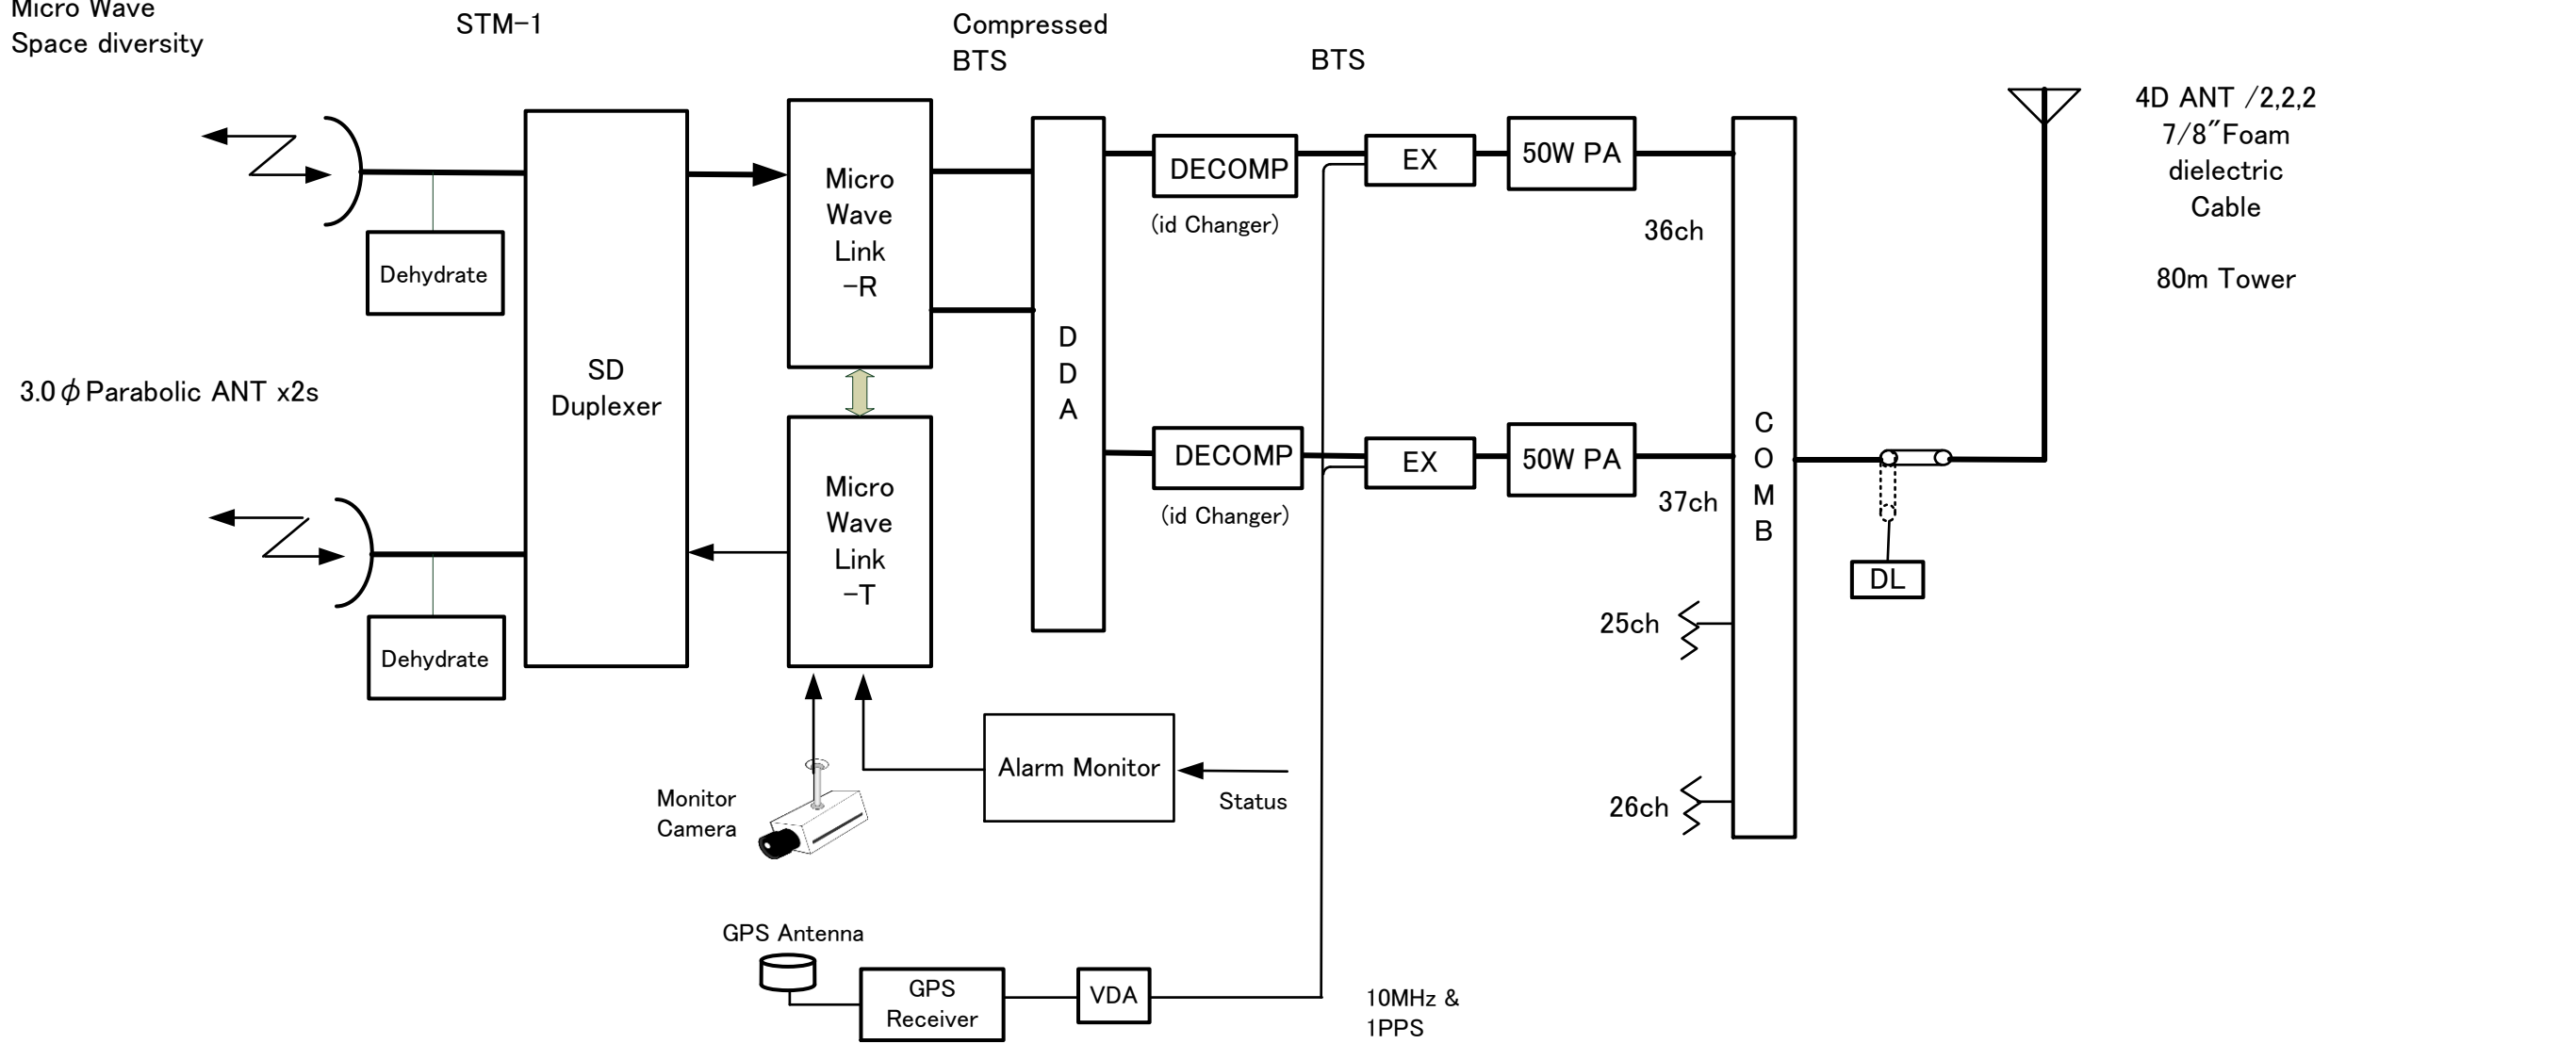 Micro Wave
Space diversity
STM-1
Compressed
BTS
BTS
4D ANT /2,2,2
7/8″Foam
dielectric
Cable
80m Tower
DECOMP
EX
50W PA
(id Changer)
36ch
Micro
Wave
Link
-R
Dehydrate
SD
Duplexer
3.0φParabolic ANT x2s
D
D
A
DECOMP
EX
50W PA
(id Changer)
37ch
C
O
M
B
Micro
Wave
Link
-T
DL
25ch
Dehydrate
Alarm Monitor
Status
Monitor
Camera
26ch
GPS Antenna
GPS
Receiver
VDA
10MHz &
1PPS